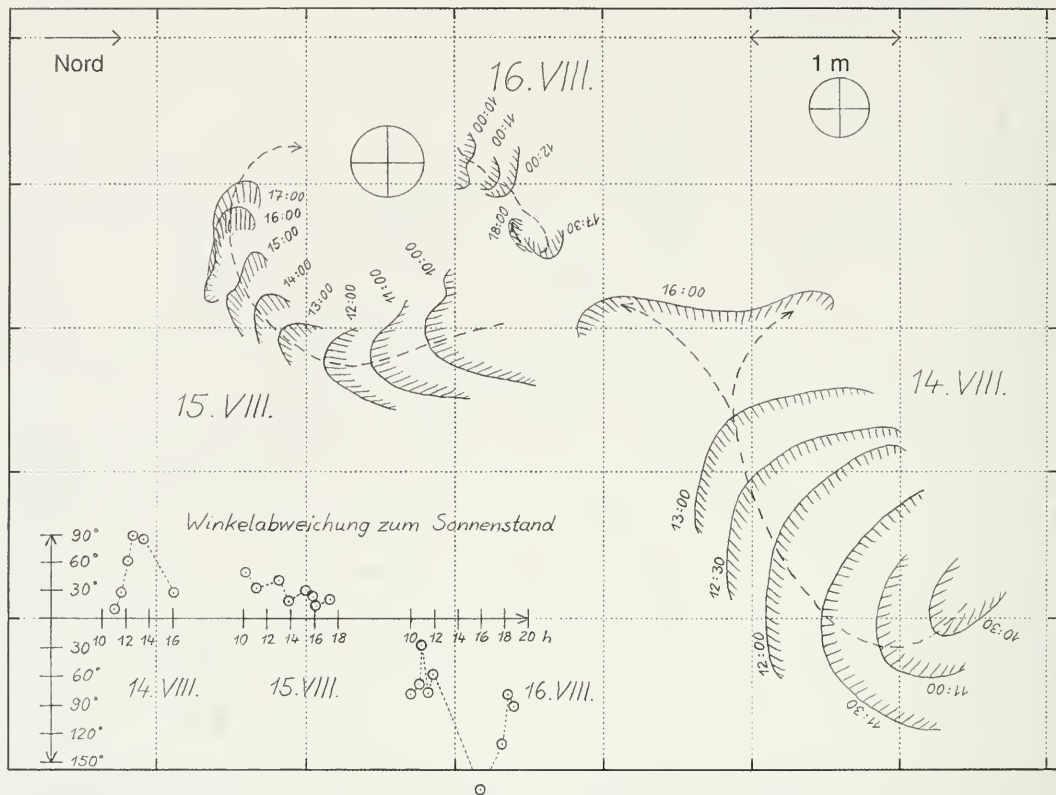 Nord
16.VIII.
1 m
10:00
11:00
12:00
18:00
17:30
17:00
16:00
15:00
14:00
13:00
12:00
11:00
10:00
15.VIII.
16:00
14.VIII.
13:00
12:30
12:00
11:30
11:00
10:30
Winkelabweichung zum Sonnenstand
90°
60°
30°
10 12 14 16
10 12 14 16 18
10 12 14 16 18 20 h
30°
60°
90°
120°
150°
14.VIII.
15.VIII.
16.VIII.